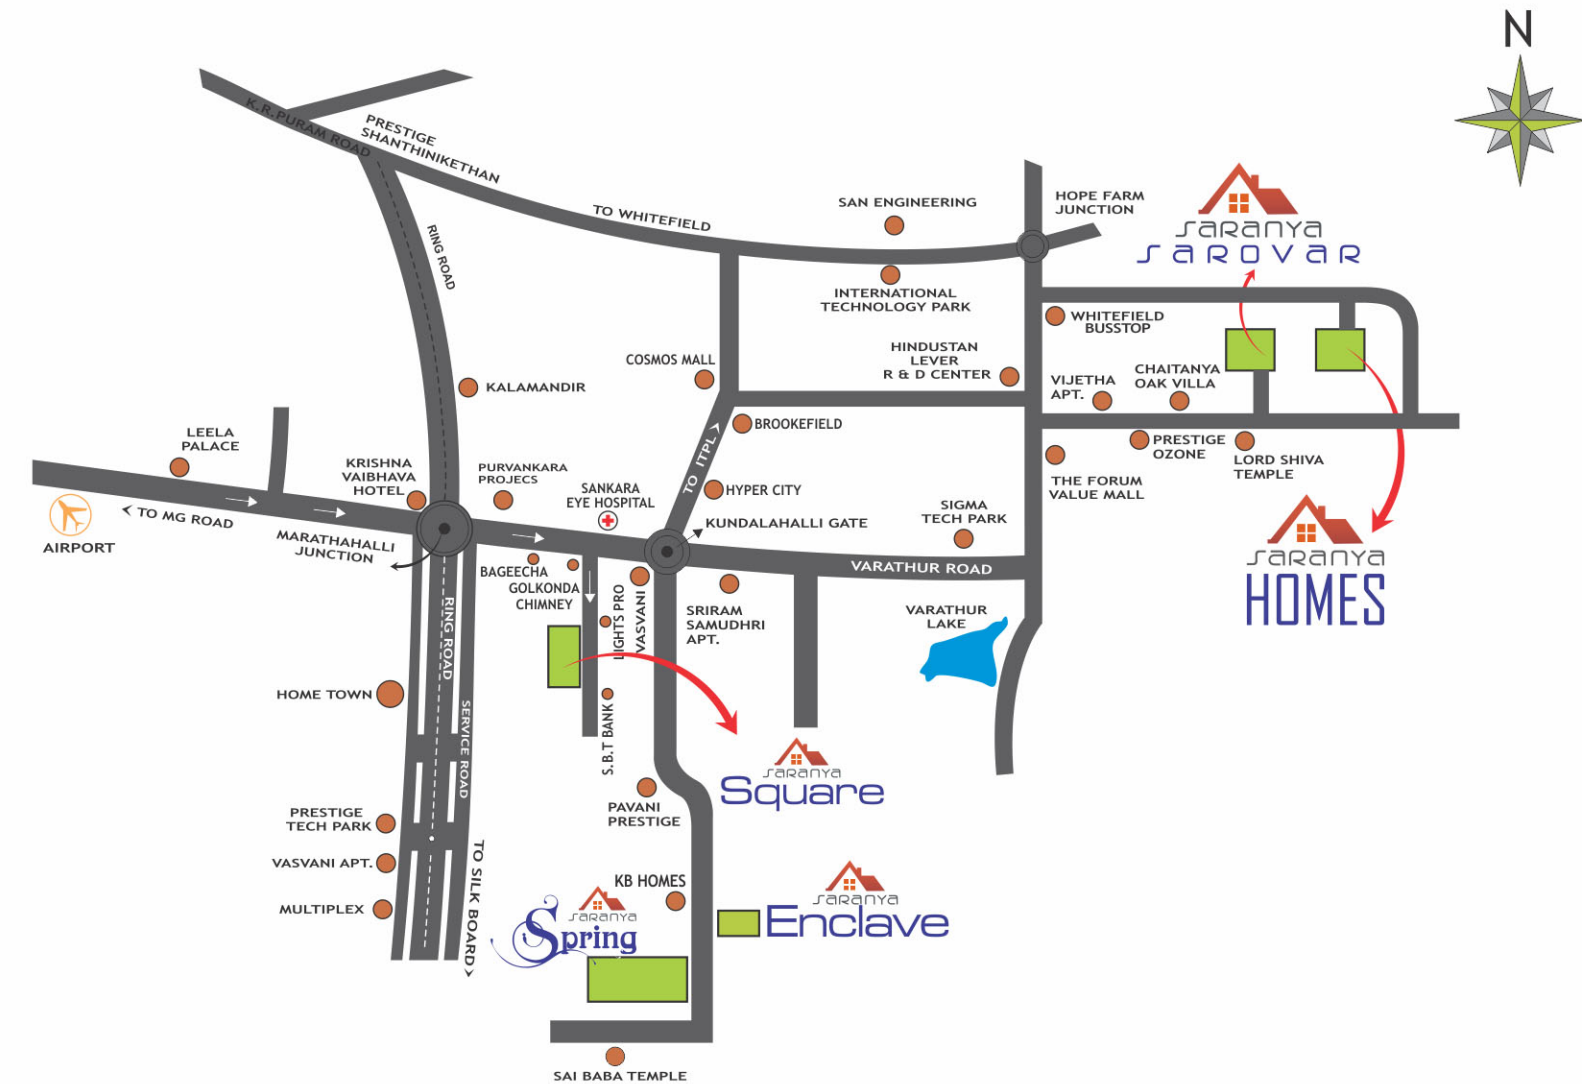 N
K.R.PURAM ROAD
PRESTIGE
SHANTHINIKETHAN
TO WHITEFIELD
RING ROAD
SAN ENGINEERING
HOPE FARM
JUNCTION
SARANYA
SAROVAR
INTERNATIONAL
TECHNOLOGY PARK
WHITEFIELD
BUSSTOP
COSMOS MALL
HINDUSTAN
LEVER
R & D CENTER
VIJETHA
APT.
CHAITANYA
OAK VILLA
KALAMANDIR
BROOKEFIELD
LEELA
PALACE
KRISHNA
VAIBHAVA
HOTEL
PURVANKARA
PROJECS
SANKARA
EYE HOSPITAL
TO ITPL >
HYPER CITY
PRESTIGE
OZONE
LORD SHIVA
TEMPLE
THE FORUM
VALUE MALL
SIGMA
TECH PARK
KUNDALAHALLI GATE
< TO MG ROAD
AIRPORT
MARATHAHALLI
JUNCTION
SARANYA
HOMES
VARATHUR ROAD
BAGEECHA
GOLKONDA
CHIMNEY
LIGHTS PRO
VASVANI
SRIRAM
SAMUDHRI
APT.
VARATHUR
LAKE
RING ROAD
HOME TOWN
SERVICE ROAD
S.B.T BANK
SARANYA
Square
PAVANI
PRESTIGE
PRESTIGE
TECH PARK
VASVANI APT.
MULTIPLEX
TO SILK BOARD >
KB HOMES
SARANYA
Spring
SARANYA
Enclave
SAI BABA TEMPLE